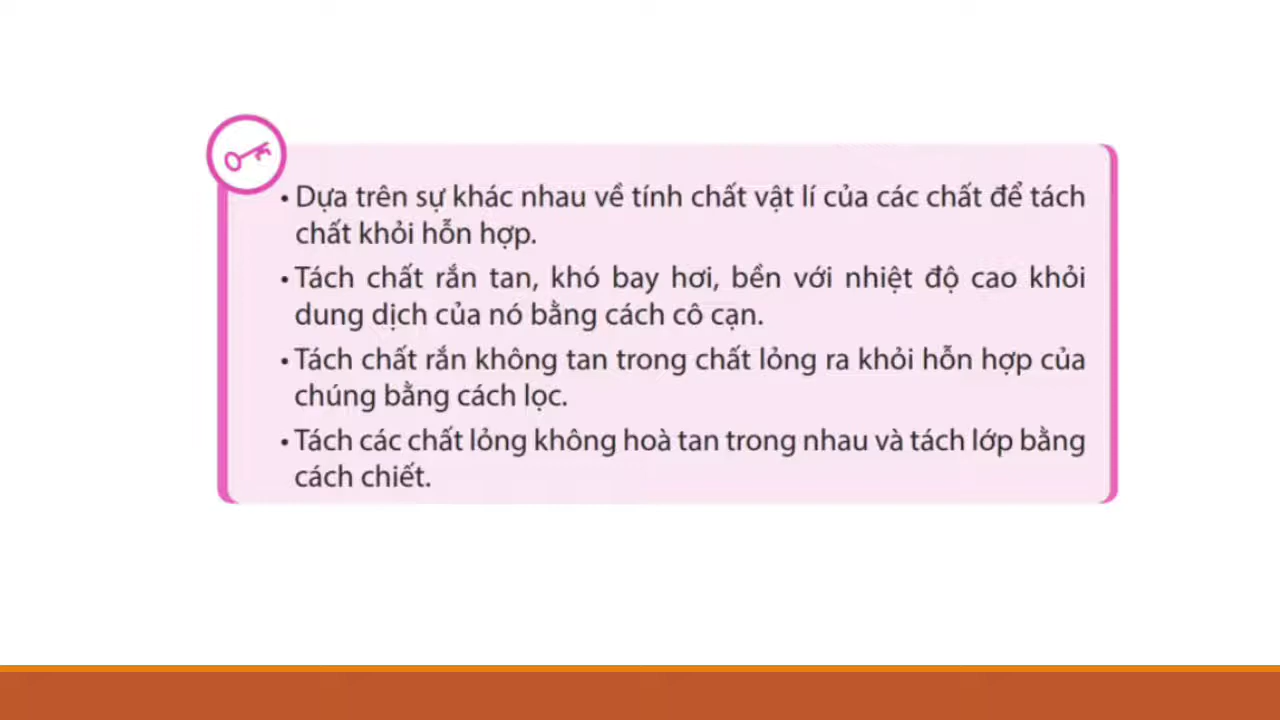 • Dựa trên sự khác nhau về tính chất vật lí của các chất để tách
chất khỏi hỗn hợp.
• Tách chất rắn tan, khó bay hơi, bền với nhiệt độ cao khỏi
dung dịch của nó bằng cách cô cạn.
• Tách chất rắn không tan trong chất lỏng ra khỏi hỗn hợp của
chúng bằng cách lọc.
• Tách các chất lỏng không hoà tan trong nhau và tách lớp bằng
cách chiết.